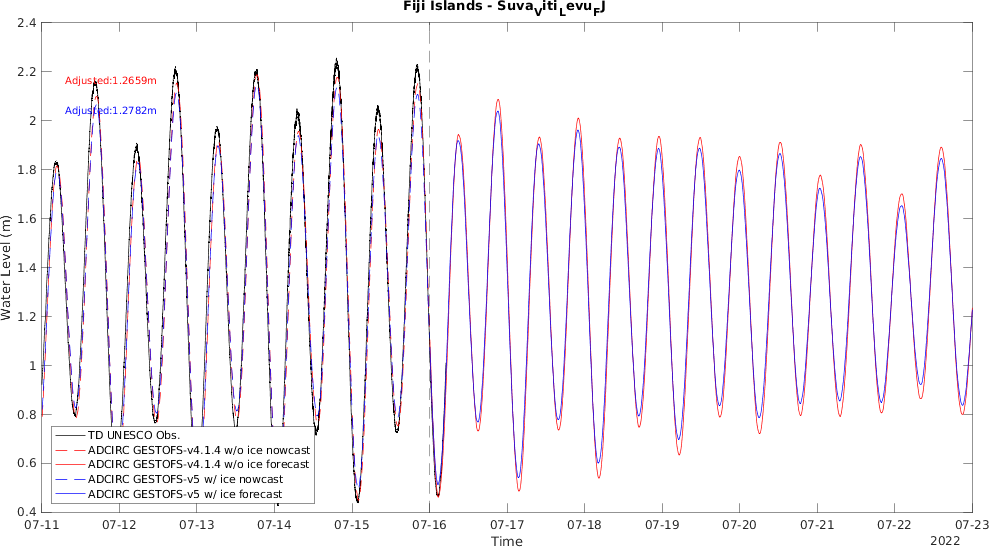 Fiji Islands - SuvaVitiLevuFJ
2.4
2.2
2
1.8
1.6
1.4
1.2
1
0.8
0.6
0.4
Water Level (m)
Adjusted:1.2659m
Adjusted:1.2782m
TD UNESCO Obs.
ADCIRC GESTOFS-v4.1.4 w/o ice nowcast
ADCIRC GESTOFS-v4.1.4 w/o ice forecast
ADCIRC GESTOFS-v5 w/ ice nowcast
ADCIRC GESTOFS-v5 w/ ice forecast
07-11 07-12 07-13 07-14 07-15 07-16 07-17 07-18 07-19 07-20 07-21 07-22 07-23
Time
2022